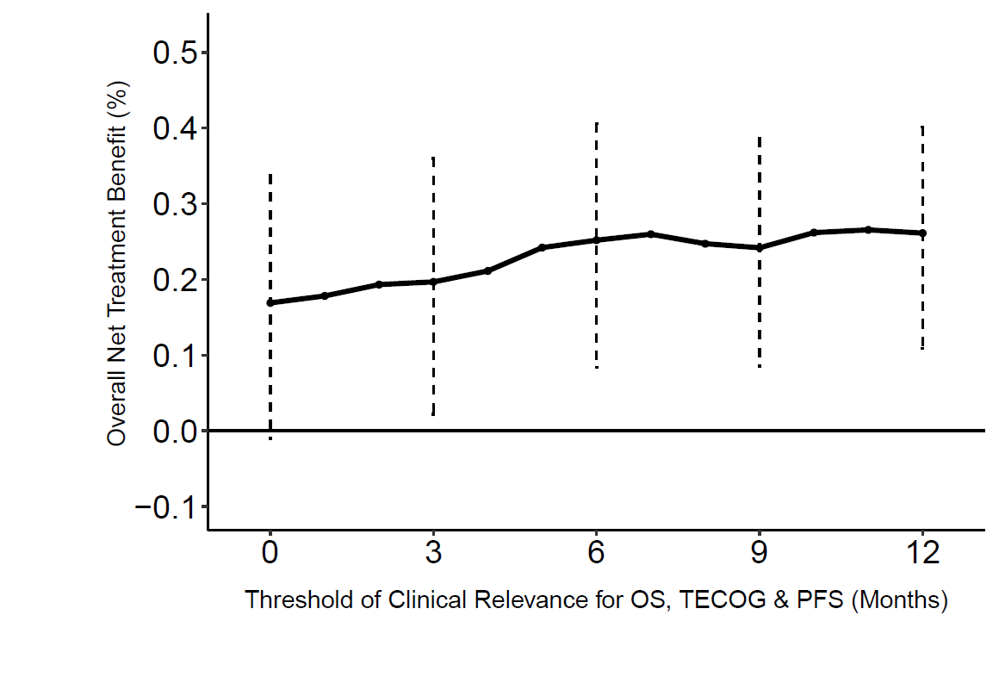 Overall Net Treatment Benefit (%)
0.5
0.4
0.3
0.2
0.1
0.0
−0.1
0 3 6 9 12
Threshold of Clinical Relevance for OS, TECOG & PFS (Months)